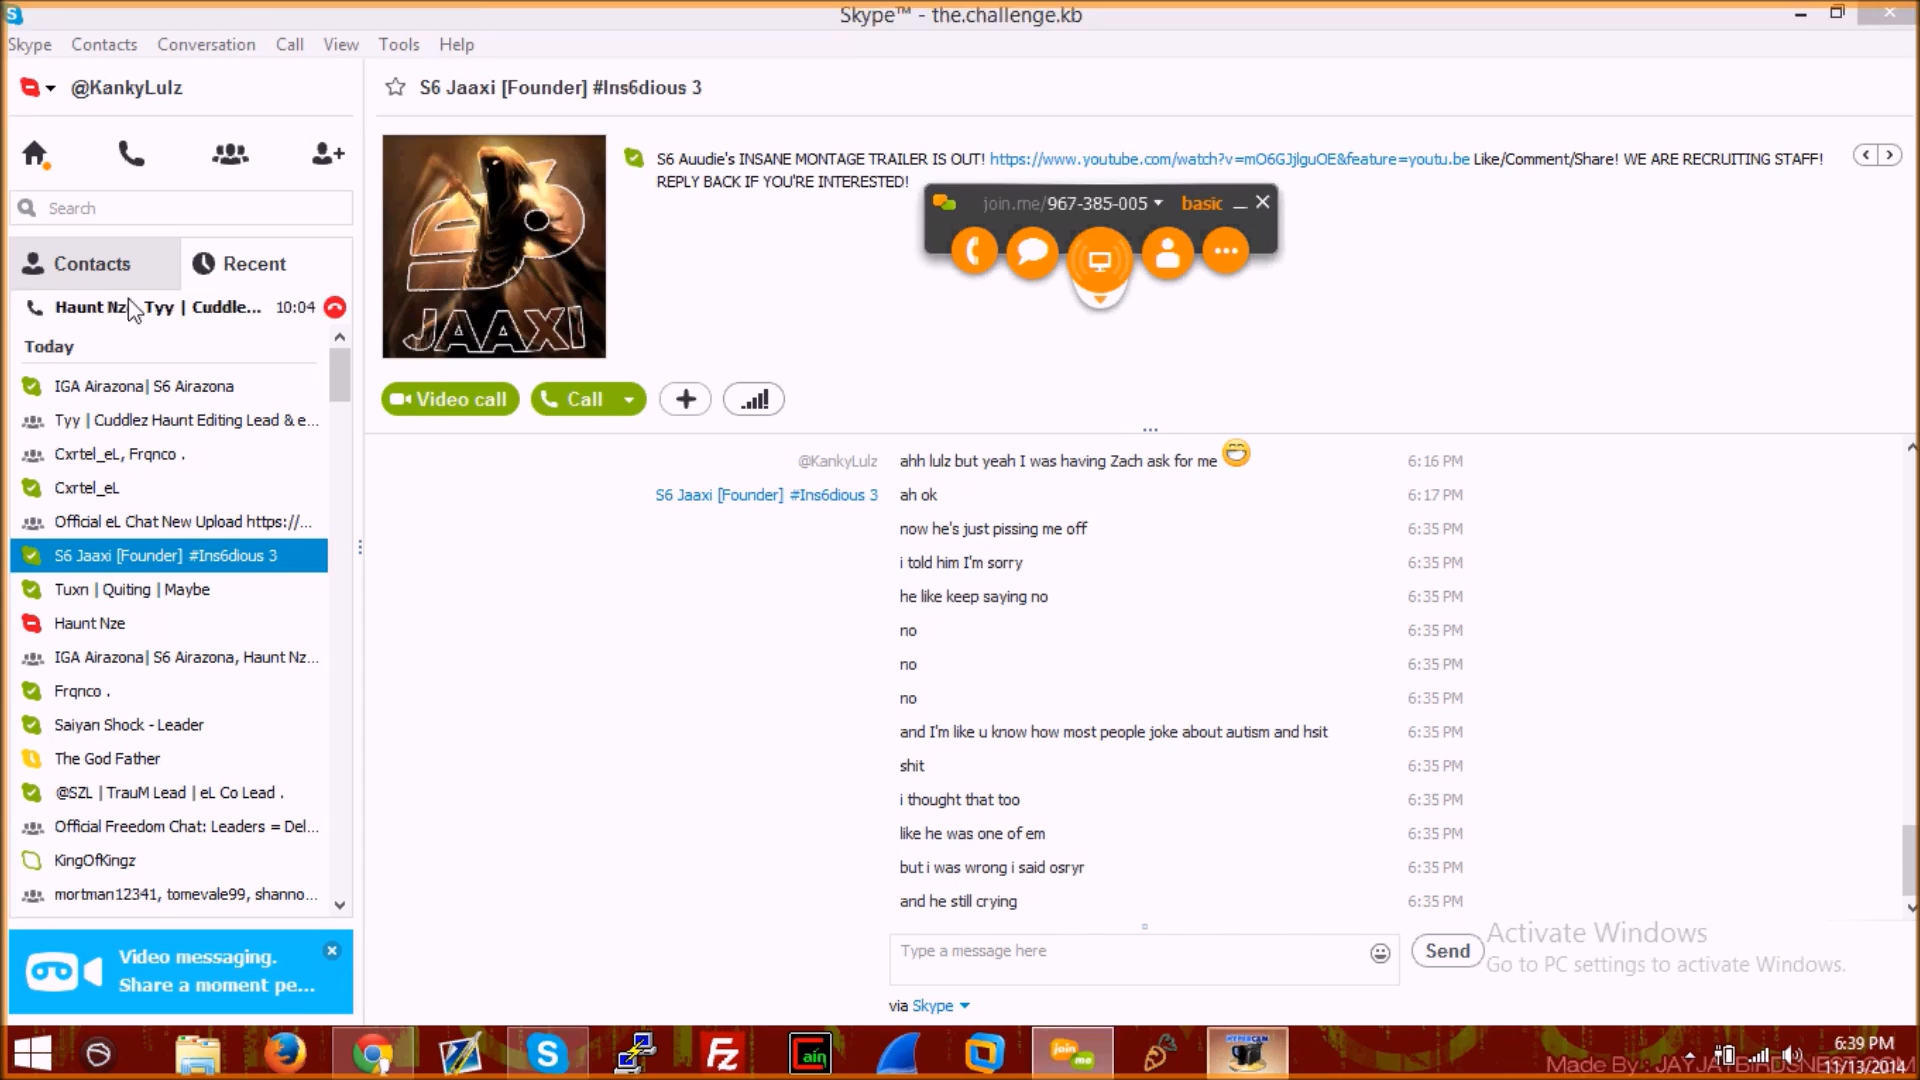 Skype™ - the.challenge.kb
Skype Contacts Conversation Call View Tools Help
@KankyLulz
S6 Jaaxi [Founder] #Ins6dious 3
S6 Auudie's INSANE MONTAGE TRAILER IS OUT! https://www.youtube.com/watch?v=mO6GJjlguOE&feature=youtu.be Like/Comment/Share! WE ARE RECRUITING STAFF!
REPLY BACK IF YOU'RE INTERESTED!
join.me/967-385-005 basic
JAAXI
Search
Contacts Recent
Haunt Nz Tyy | Cuddle... 10:04
Today
IGA Airazona| S6 Airazona
Tyy | Cuddlez Haunt Editing Lead & e...
Cxrtel_eL, Frqnco .
Cxrtel_eL
Official eL Chat New Upload https://...
S6 Jaaxi [Founder] #Ins6dious 3
Tuxn | Quiting | Maybe
Haunt Nze
IGA Airazona| S6 Airazona, Haunt Nz...
Frqnco .
Saiyan Shock - Leader
The God Father
@SZL | TrauM Lead | eL Co Lead .
Official Freedom Chat: Leaders = Del...
KingOfKingz
mortman12341, tomevale99, shanno...
Video messaging.
Share a moment pe...
Video call Call
@KankyLulz ahh lulz but yeah I was having Zach ask for me 6:16 PM
S6 Jaaxi [Founder] #Ins6dious 3 ah ok 6:17 PM
now he's just pissing me off 6:35 PM
i told him I'm sorry 6:35 PM
he like keep saying no 6:35 PM
no 6:35 PM
no 6:35 PM
no 6:35 PM
and I'm like u know how most people joke about autism and hsit 6:35 PM
shit 6:35 PM
i thought that too 6:35 PM
like he was one of em 6:35 PM
but i was wrong i said osryr 6:35 PM
and he still crying 6:35 PM
Type a message here
Send
via Skype
Activate Windows
Go to PC settings to activate Windows.
Fz
ain
join
me
HYPERCAM
6:39 PM
11/13/2014
Made By : JAYJAYBIRDSNEST.COM